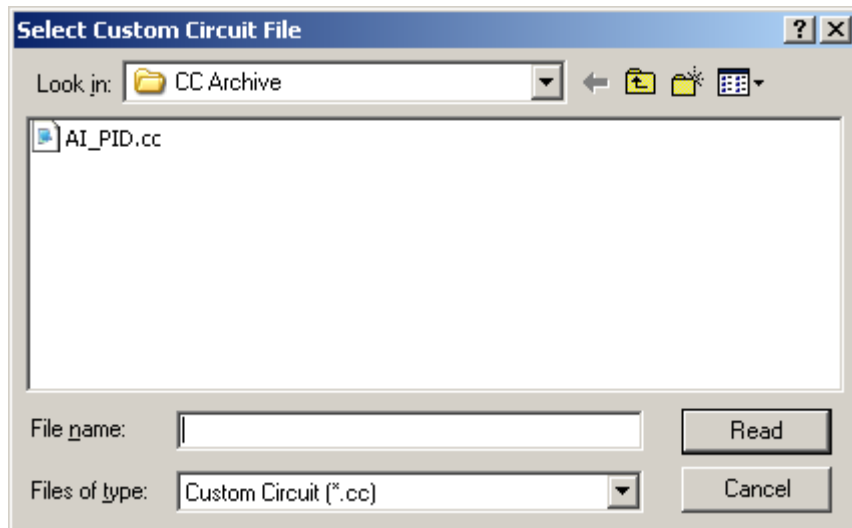 Select Custom Circuit File
Look in: CC Archive
AI_PID.cc
File name: Read
Files of type: Custom Circuit (*.cc) Cancel